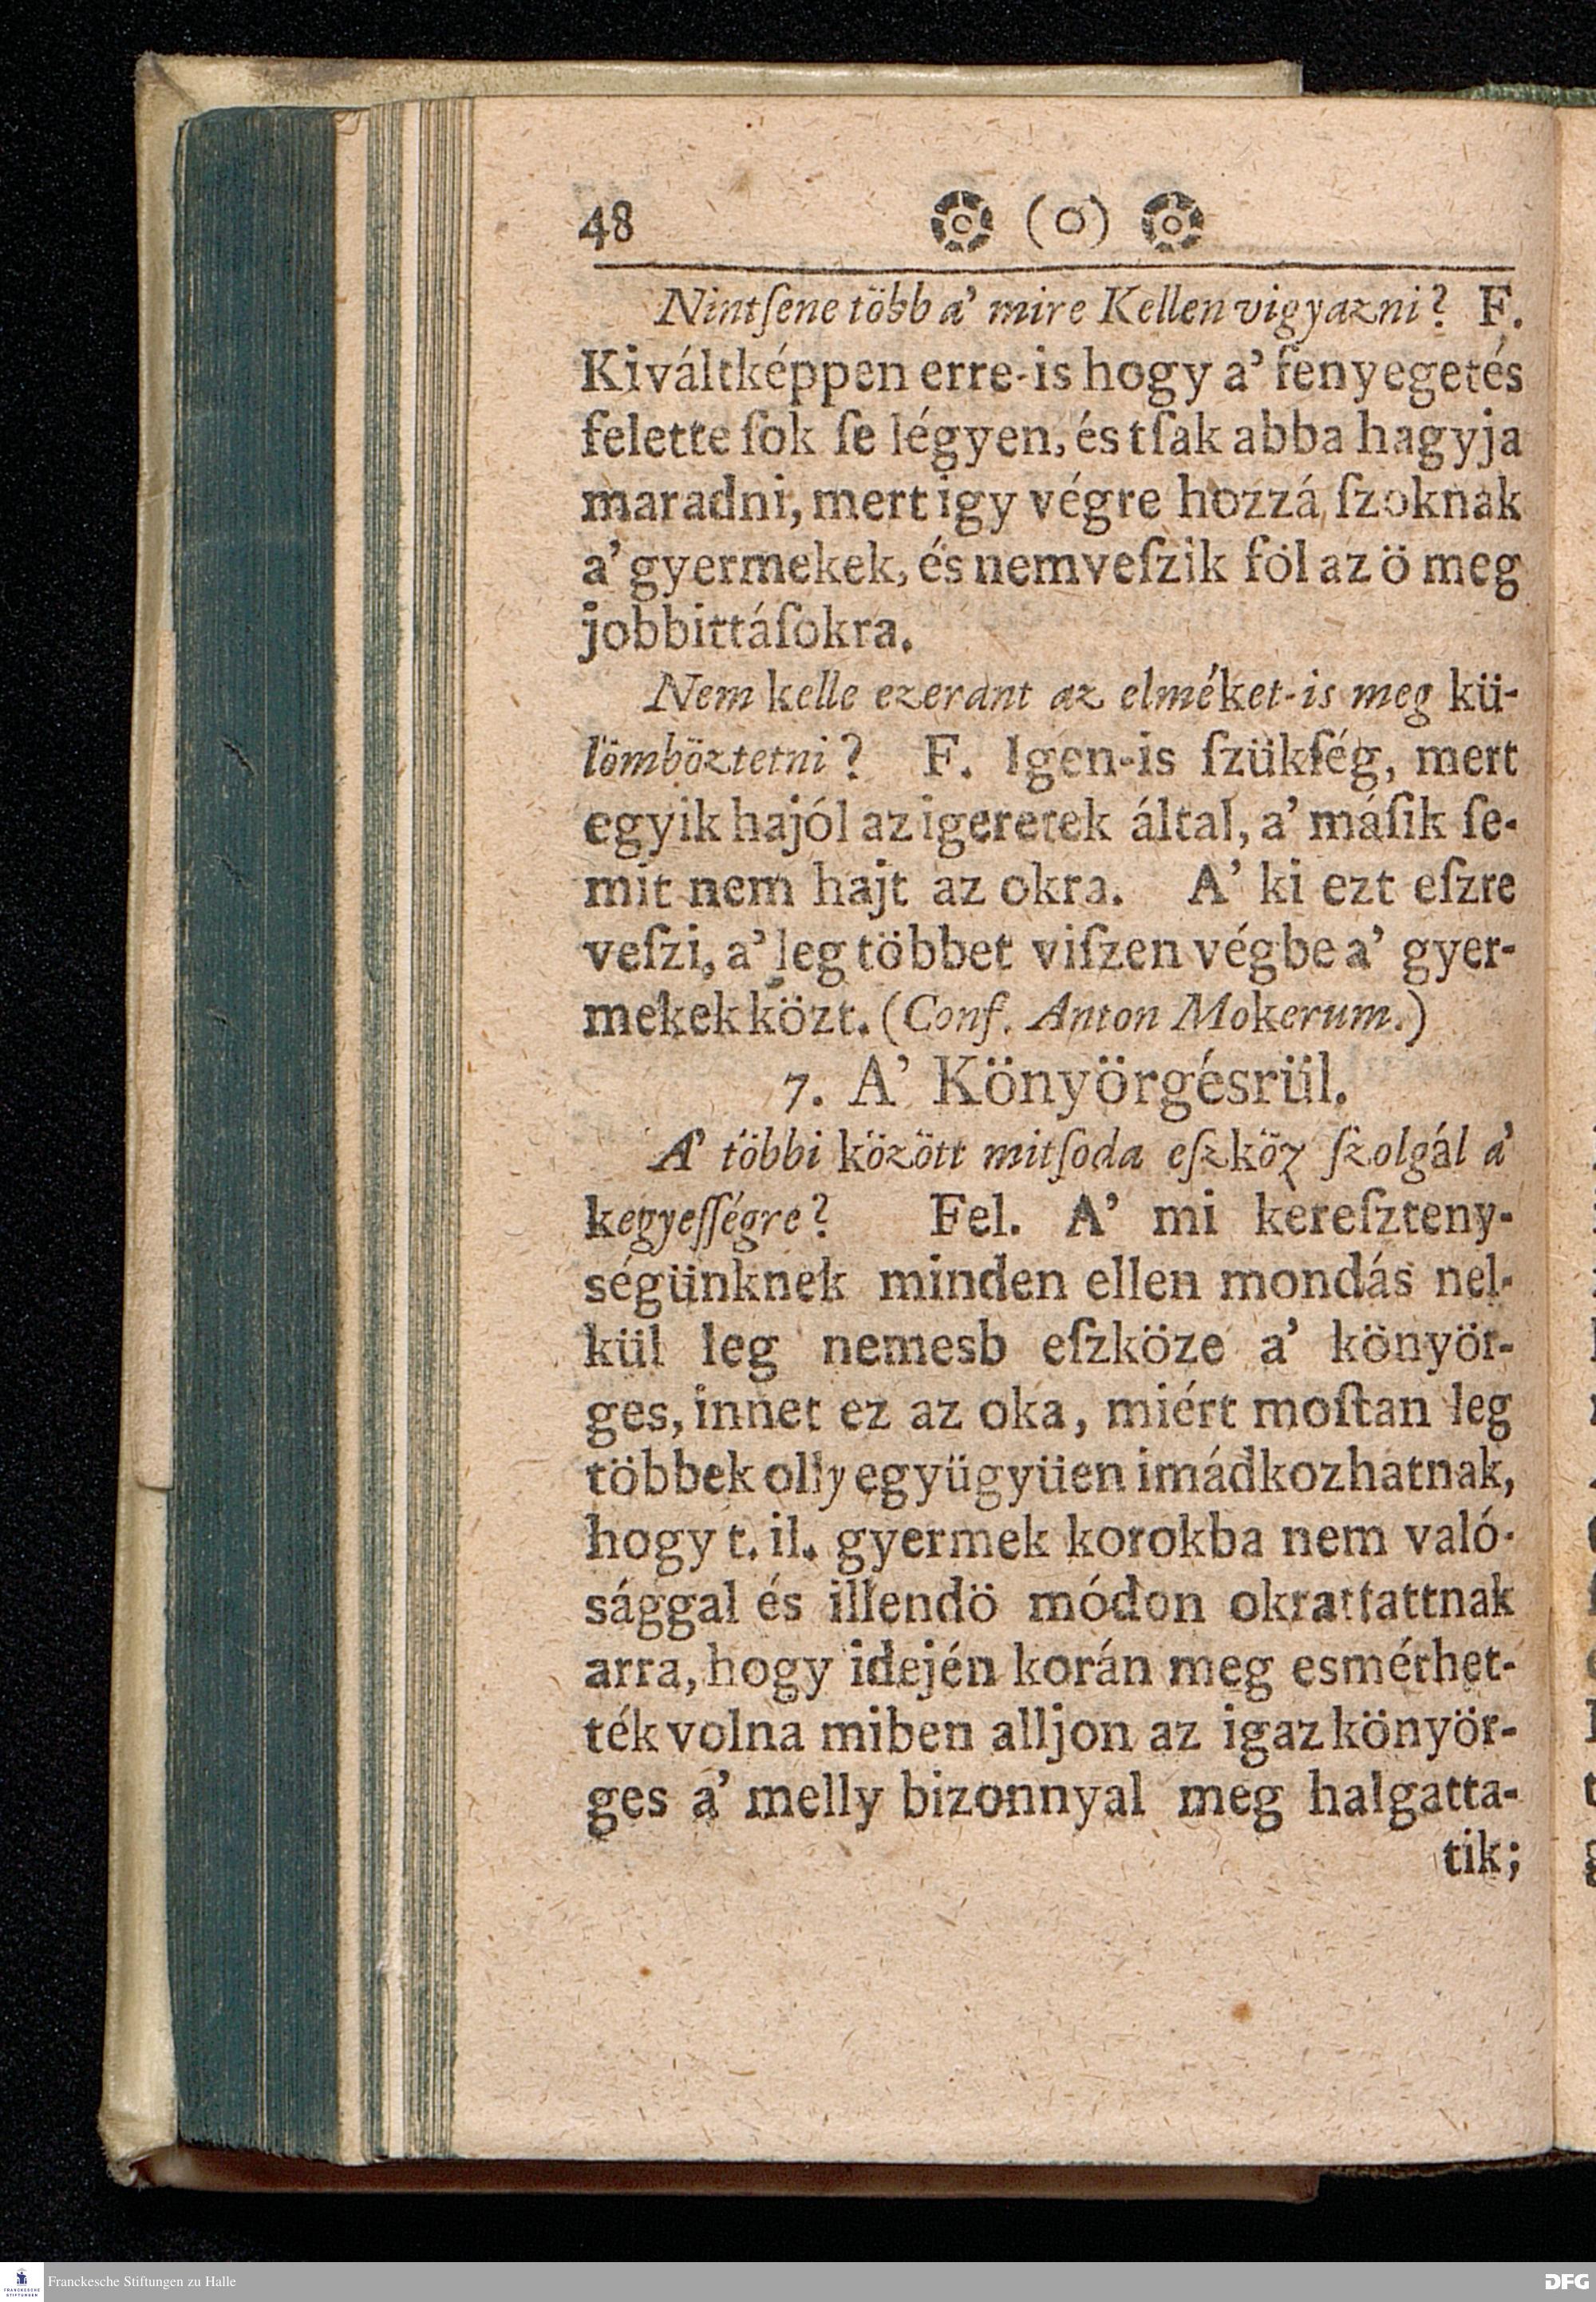 48 (O)
Nintſene több a’ mire Kellen vigyazni? F.
Kiváltképpen erre-is hogy a’ fenyegetés
felette ſok ſe légyen, és tſak abba hagyja
maradni, mert igy végre hozzá ſzoknak
a’ gyermekek, és nemveſzik föl az ö meg
jobbittáſokra.
Nem kelle ezerant az elméket-is meg kü-
lömböztetni? F. Igen-is ſzükſég, mert
egyik hajól az igeretek által, a’ máſik ſe-
mit nem hajt az okra. A’ ki ezt eſzre
veſzi, a’ leg többet viſzen végbe a’ gyer-
mekek közt. (Conf. Anton Mokerum.)
7. A’ Könyörgésrül.
A’ többi között mitſoda eſzköz ſzolgál a’
kegyeſſégre? Fel. A’ mi kereſzteny-
ségünknek minden ellen mondás nel-
kül leg nemesb eſzköze a’ könyör-
ges, innet ez az oka, miért moſtan leg
többek olly együgyüen imádkozhatnak,
hogy t. il. gyermek korokba nem való-
sággal és illendö módon okrattattnak
arra, hogy idején korán meg esmérhet-
ték volna miben alljon az igaz könyör-
ges a’ melly bizonnyal meg halgatta-
tik;
Franckesche Stiftungen zu Halle
DFG